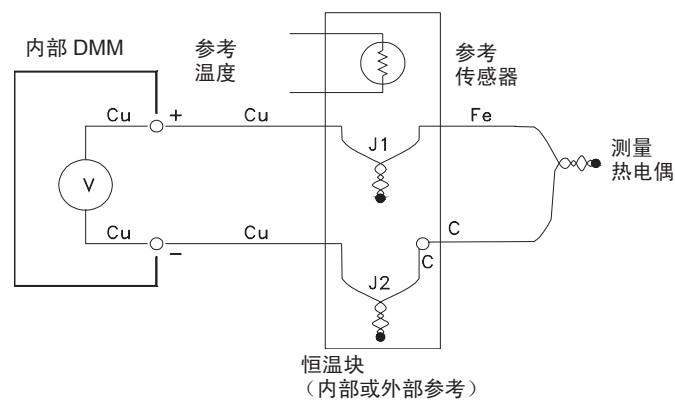 内部 DMM
参考
温度
参考
传感器
Cu
+
Cu
J1
Fe
测量
热电偶
V
Cu
−
Cu
J2
C
C
恒温块
（内部或外部参考）